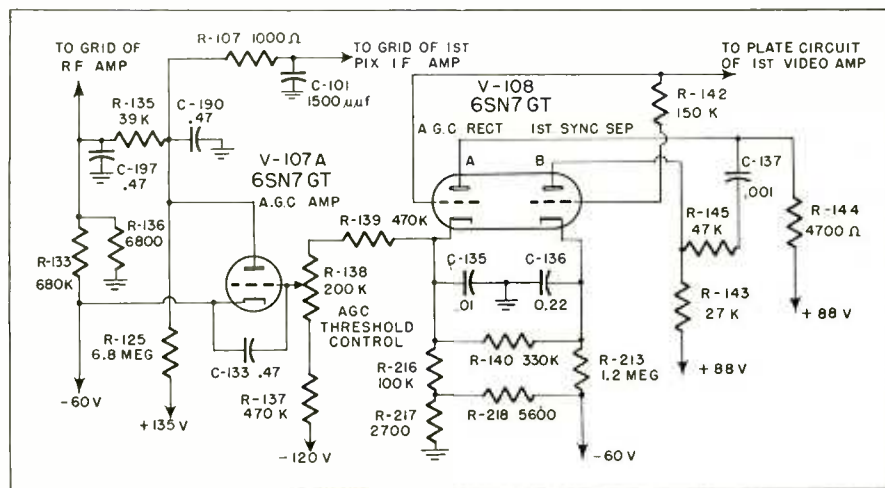 TO GRID OF
RF AMP
R-107 1000 Ω
TO GRID OF 1ST
PIX I F AMP
C-101
1500 μμf
TO PLATE CIRCUIT
OF 1ST VIDEO AMP
V-108
6SN7 GT
R-142
150 K
R-135
39 K
C-190
.47
A.G.C RECT
1ST SYNC SEP
A
B
C-197
.47
V-107A
6SN7 GT
A.G.C AMP
C-137
.001
R-136
6800
R-139 470K
R-145
47 K
R-144
4700 Ω
R-133
680K
R-138
200 K
AGC
THRESHOLD
CONTROL
C-135
.01
C-136
0.22
R-143
27 K
+ 88 V
R-125
6.8 MEG
C-133 .47
R-140 330K
R-213
1.2 MEG
R-216
100 K
+ 88 V
R-137
470 K
R-217
2700
R-218 5600
-60 V
+135 V
-120 V
-60 V